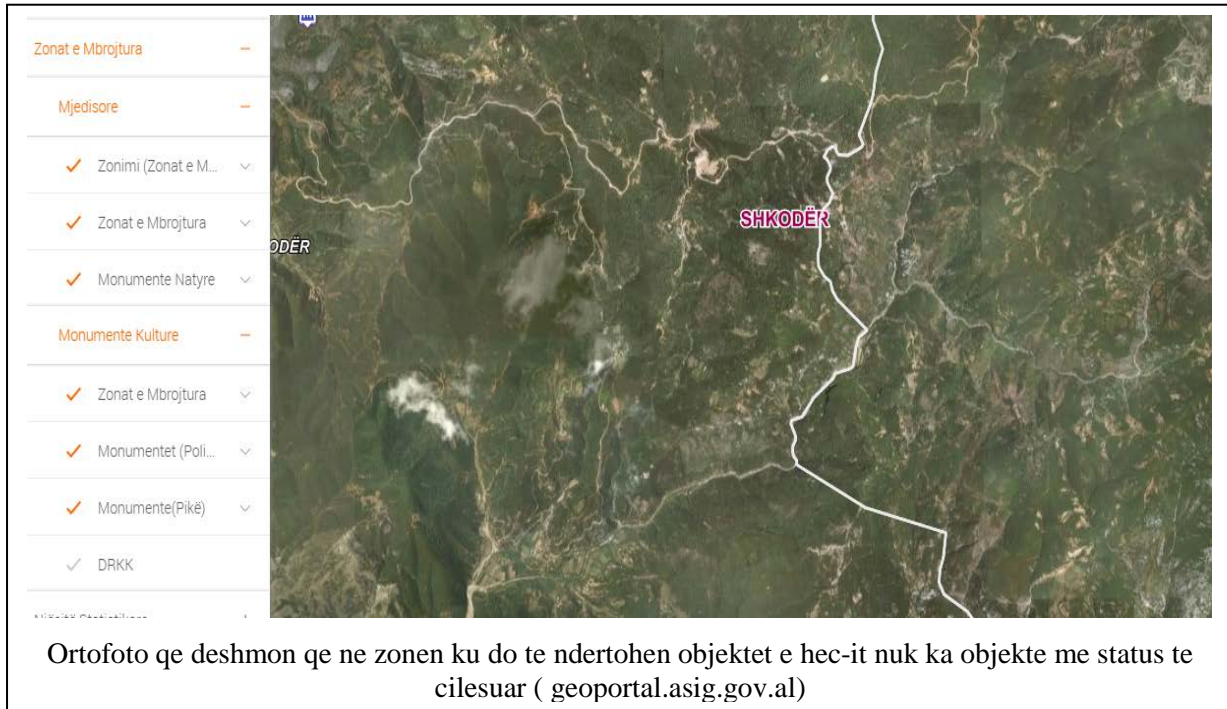 Zonat e Mbrojtura
Mjedisore
Zonimi (Zonat e M...
Zonat e Mbrojtura
Monumente Natyre
Monumente Kulture
Zonat e Mbrojtura
Monumentet (Poli...
Monumente(Pikë)
DRKK
SHKODËR
ODËR
Ortofoto qe deshmon qe ne zonen ku do te ndertohen objektet e hec-it nuk ka objekte me status te
cilesuar ( geoportal.asig.gov.al)